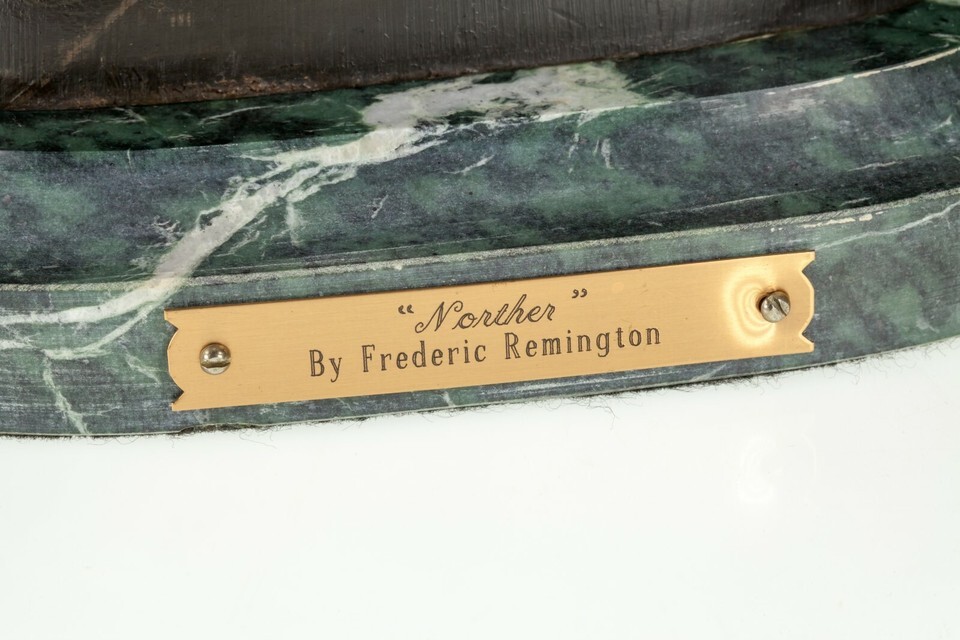 “Norther”
By Frederic Remington